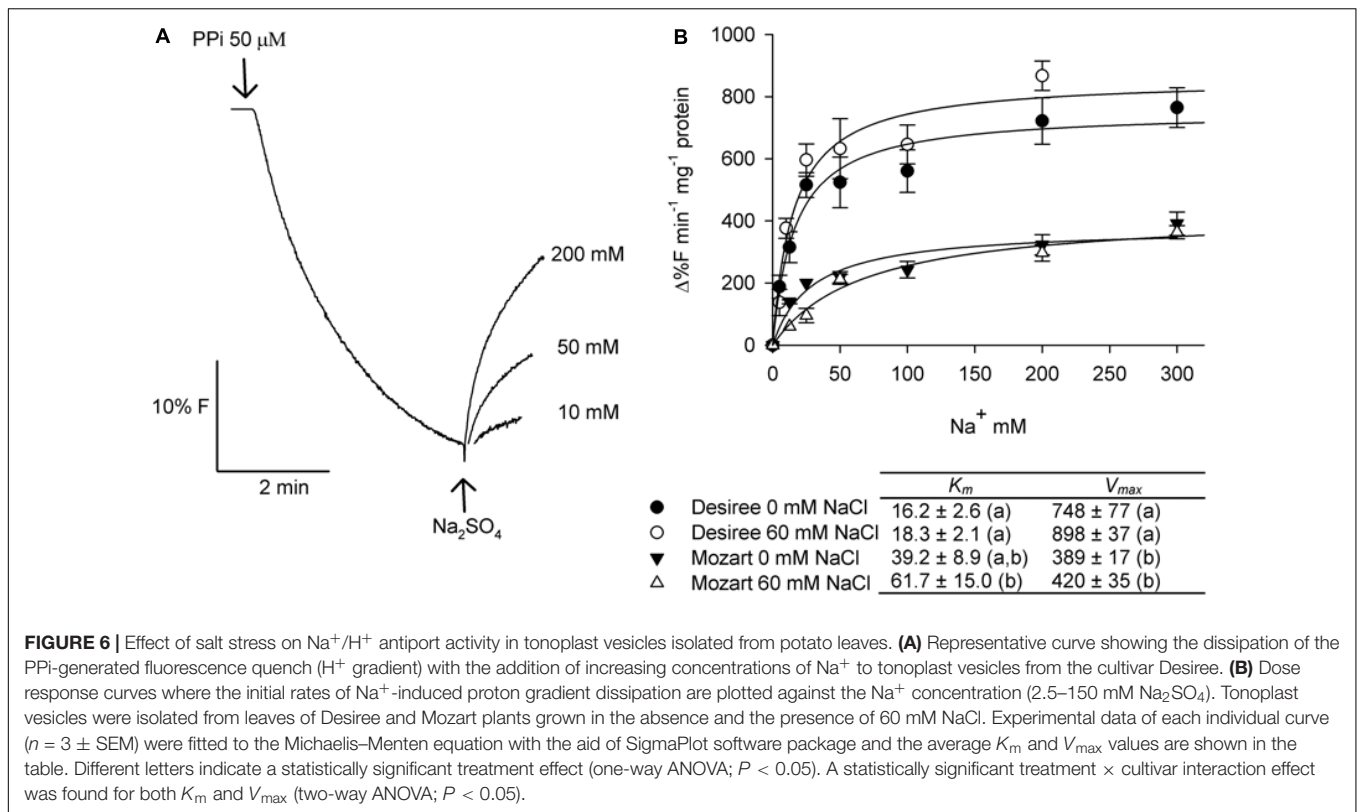 A
PPi 50 μM
200 mM
50 mM
10 mM
10% F
2 min
Na₂SO₄
B
Δ%F min⁻¹ mg⁻¹ protein
1000
800
600
400
200
0
0 50 100 150 200 250 300
Na⁺ mM
Kₘ Vₘₐₓ
Desiree 0 mM NaCl 16.2 ± 2.6 (a) 748 ± 77 (a)
Desiree 60 mM NaCl 18.3 ± 2.1 (a) 898 ± 37 (a)
Mozart 0 mM NaCl 39.2 ± 8.9 (a,b) 389 ± 17 (b)
Mozart 60 mM NaCl 61.7 ± 15.0 (b) 420 ± 35 (b)
FIGURE 6 | Effect of salt stress on Na⁺/H⁺ antiport activity in tonoplast vesicles isolated from potato leaves. (A) Representative curve showing the dissipation of the
PPi-generated fluorescence quench (H⁺ gradient) with the addition of increasing concentrations of Na⁺ to tonoplast vesicles from the cultivar Desiree. (B) Dose
response curves where the initial rates of Na⁺-induced proton gradient dissipation are plotted against the Na⁺ concentration (2.5–150 mM Na₂SO₄). Tonoplast
vesicles were isolated from leaves of Desiree and Mozart plants grown in the absence and the presence of 60 mM NaCl. Experimental data of each individual curve
(n = 3 ± SEM) were fitted to the Michaelis–Menten equation with the aid of SigmaPlot software package and the average Kₘ and Vₘₐₓ values are shown in the
table. Different letters indicate a statistically significant treatment effect (one-way ANOVA; P < 0.05). A statistically significant treatment × cultivar interaction effect
was found for both Kₘ and Vₘₐₓ (two-way ANOVA; P < 0.05).